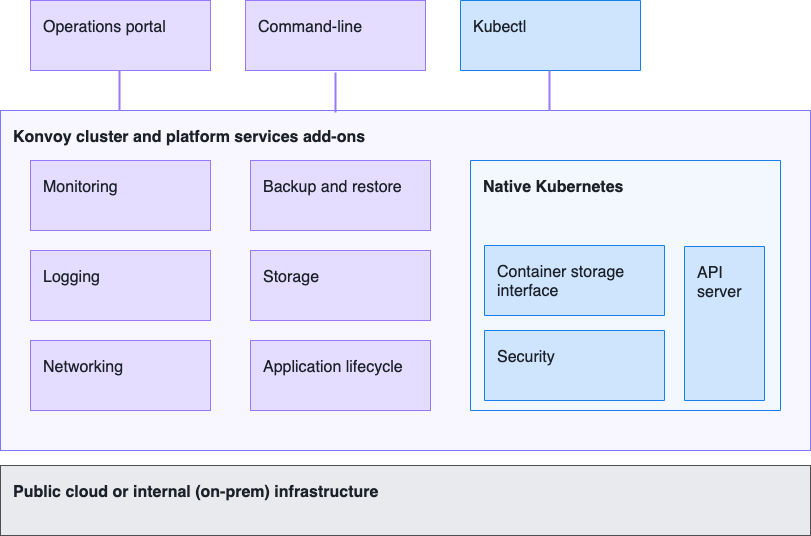 Operations portal
Command-line
Kubectl
Konvoy cluster and platform services add-ons
Monitoring
Backup and restore
Native Kubernetes
Logging
Storage
Container storage
interface
API
server
Networking
Application lifecycle
Security
Public cloud or internal (on-prem) infrastructure